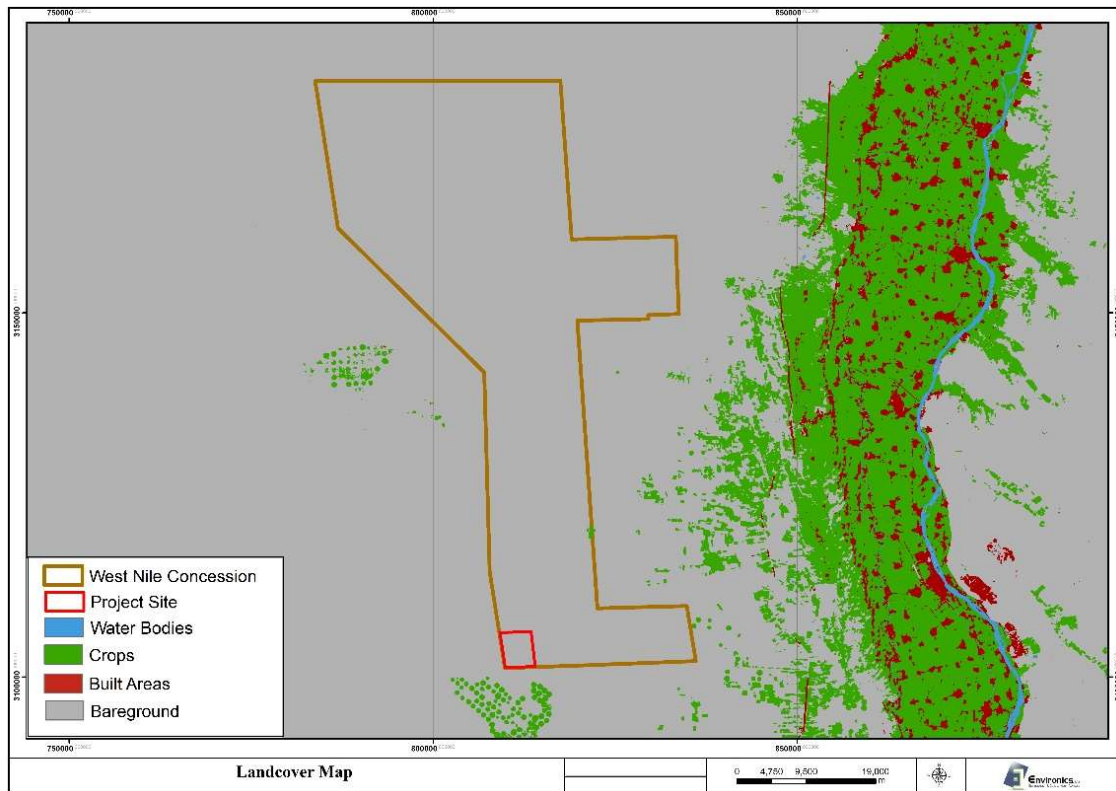 750000
800000
850000
3150000
3100000
West Nile Concession
Project Site
Water Bodies
Crops
Built Areas
Bareground
750000
800000
850000
Landcover Map
0 4,750 9,500 19,000
m
Environics